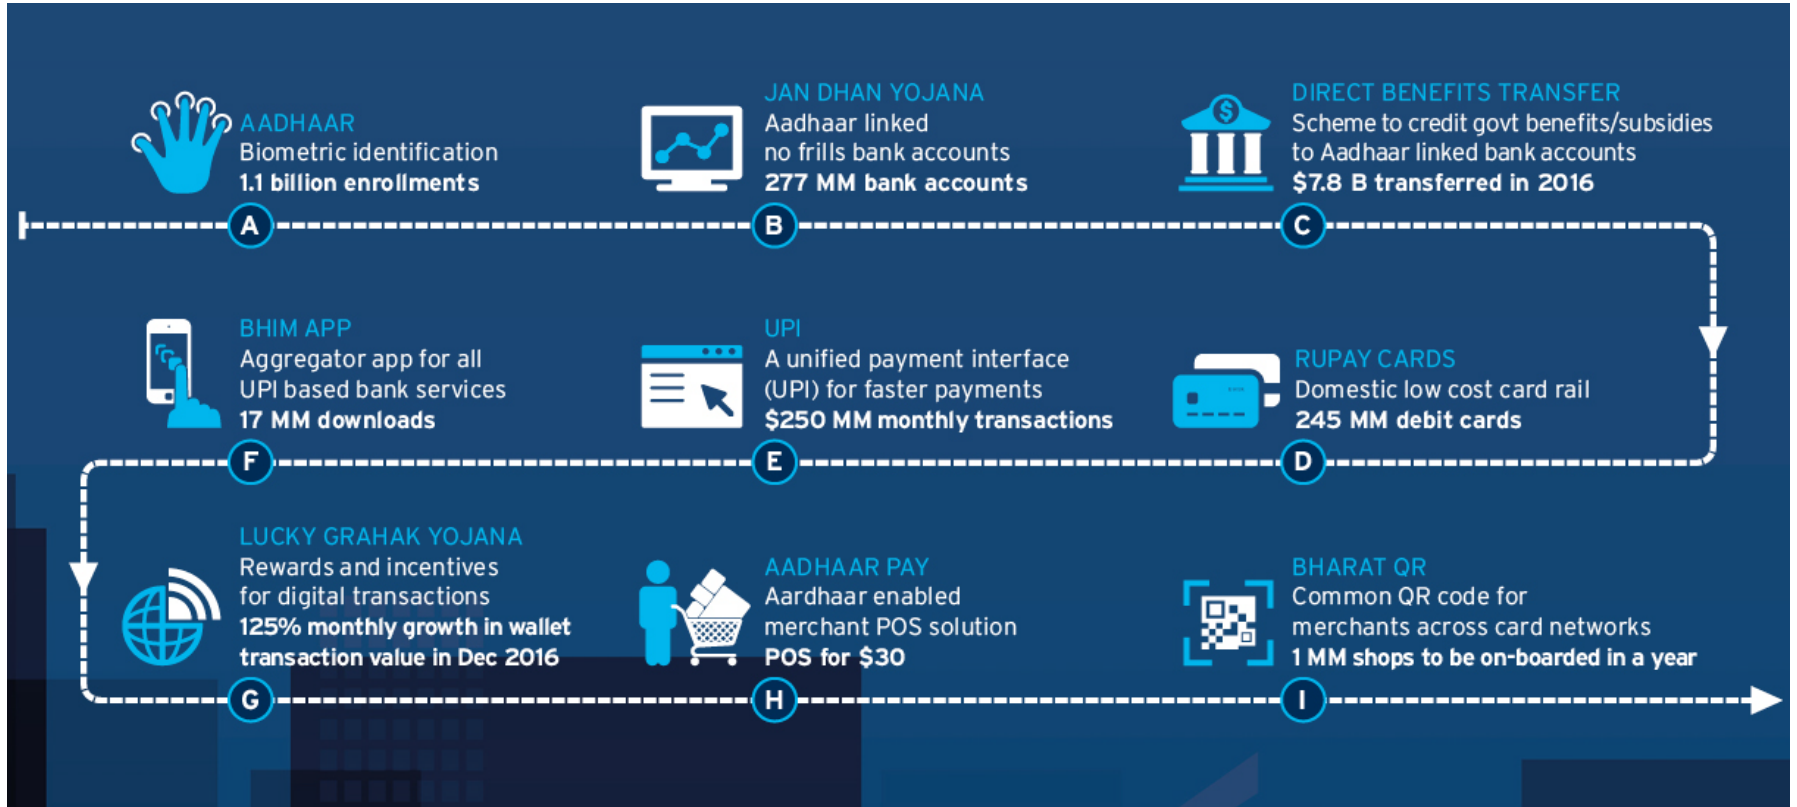 AADHAAR
Biometric identification
1.1 billion enrollments
A
JAN DHAN YOJANA
Aadhaar linked
no frills bank accounts
277 MM bank accounts
B
DIRECT BENEFITS TRANSFER
Scheme to credit govt benefits/subsidies
to Aadhaar linked bank accounts
$7.8 B transferred in 2016
$
C
RUPAY CARDS
Domestic low cost card rail
245 MM debit cards
D
UPI
A unified payment interface
(UPI) for faster payments
$250 MM monthly transactions
E
BHIM APP
Aggregator app for all
UPI based bank services
17 MM downloads
F
LUCKY GRAHAK YOJANA
Rewards and incentives
for digital transactions
125% monthly growth in wallet
transaction value in Dec 2016
G
AADHAAR PAY
Aardhaar enabled
merchant POS solution
POS for $30
H
BHARAT QR
Common QR code for
merchants across card networks
1 MM shops to be on-boarded in a year
I